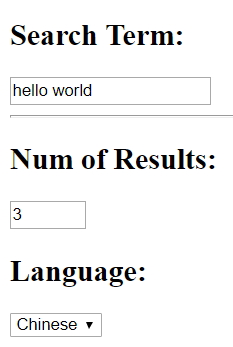 Search Term:
hello world
Num of Results:
3
Language:
Chinese